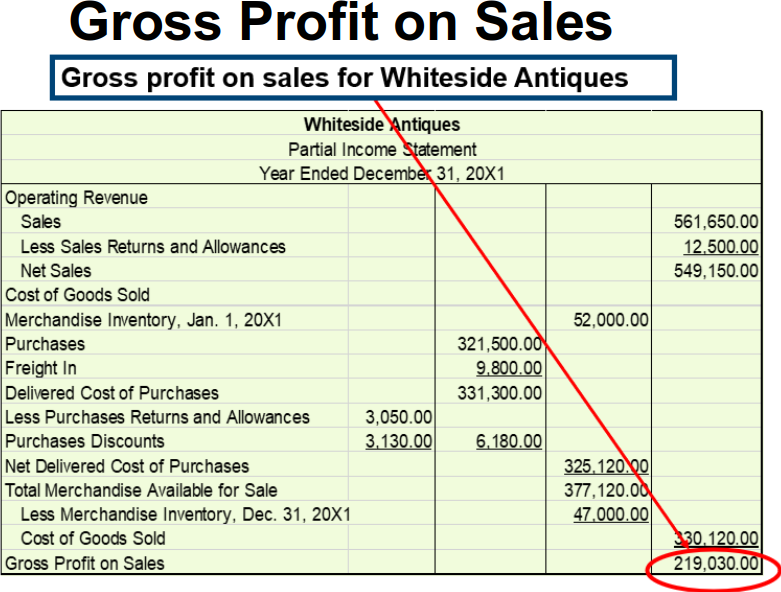 Gross Profit on Sales
Gross profit on sales for Whiteside Antiques
Whiteside Antiques
Partial Income Statement
Year Ended December 31, 20X1
Operating Revenue
Sales 561,650.00
Less Sales Returns and Allowances 12,500.00
Net Sales 549,150.00
Cost of Goods Sold
Merchandise Inventory, Jan. 1, 20X1 52,000.00
Purchases 321,500.00
Freight In 9,800.00
Delivered Cost of Purchases 331,300.00
Less Purchases Returns and Allowances 3,050.00
Purchases Discounts 3,130.00 6,180.00
Net Delivered Cost of Purchases 325,120.00
Total Merchandise Available for Sale 377,120.00
Less Merchandise Inventory, Dec. 31, 20X1 47,000.00
Cost of Goods Sold 330,120.00
Gross Profit on Sales 219,030.00